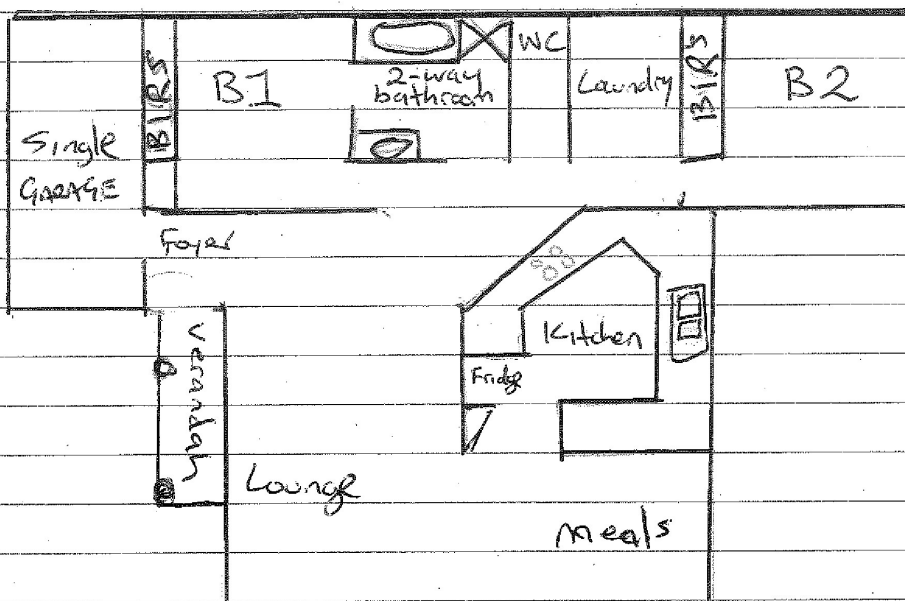 Single
GARAGE
BIRS
B1
2-way
bathroom
WC
Laundry
BIRS
B2
Foyer
Verandah
Kitchen
Fridge
Lounge
Meals